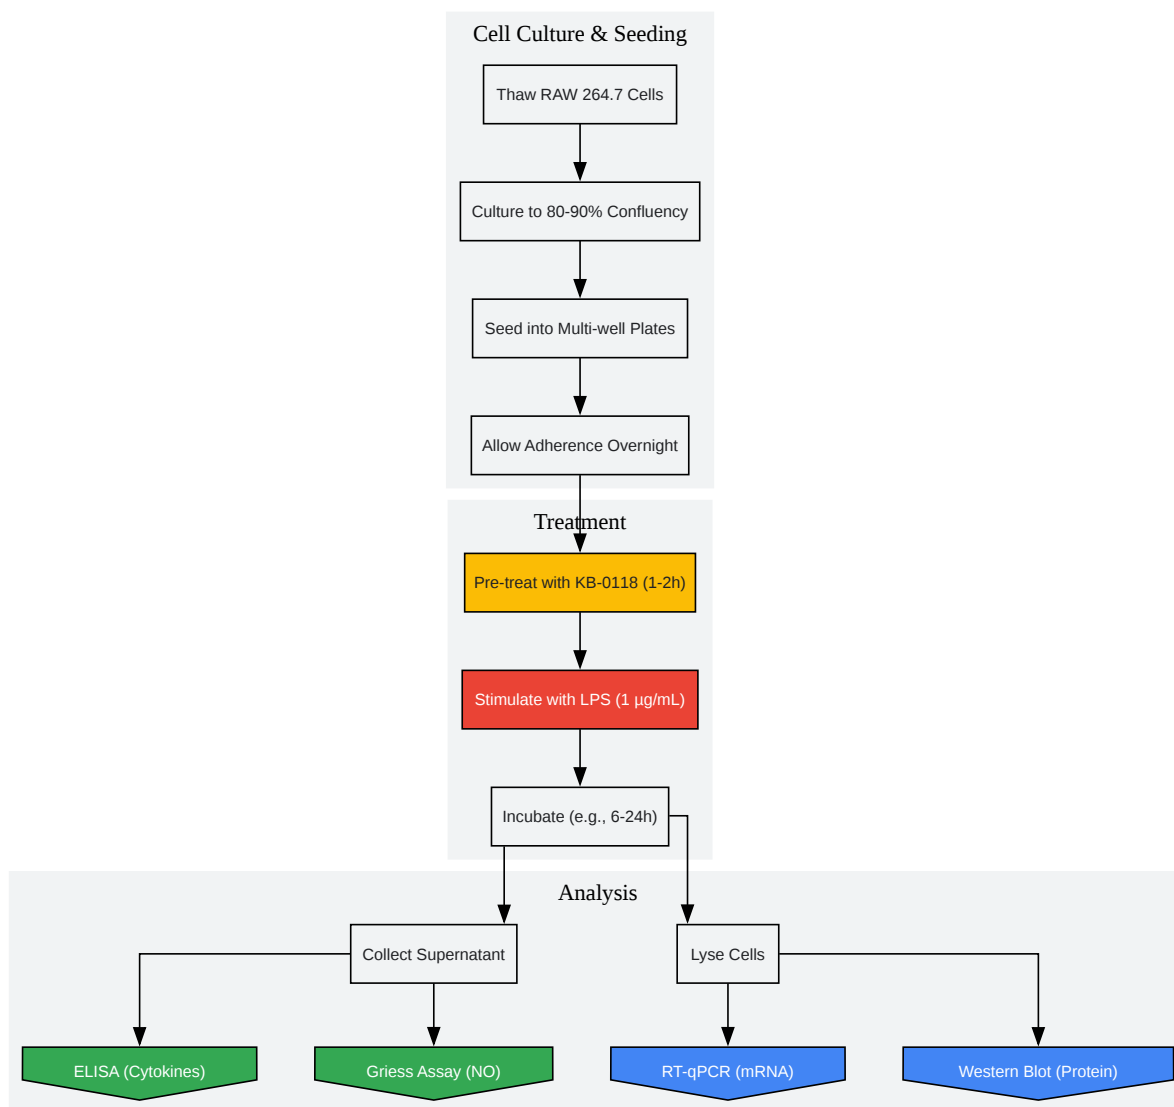 Cell Culture & Seeding
Thaw RAW 264.7 Cells
Culture to 80-90% Confluency
Seed into Multi-well Plates
Allow Adherence Overnight
Treatment
Pre-treat with KB-0118 (1-2h)
Stimulate with LPS (1 µg/mL)
Incubate (e.g., 6-24h)
Analysis
Collect Supernatant
Lyse Cells
ELISA (Cytokines)
Griess Assay (NO)
RT-qPCR (mRNA)
Western Blot (Protein)